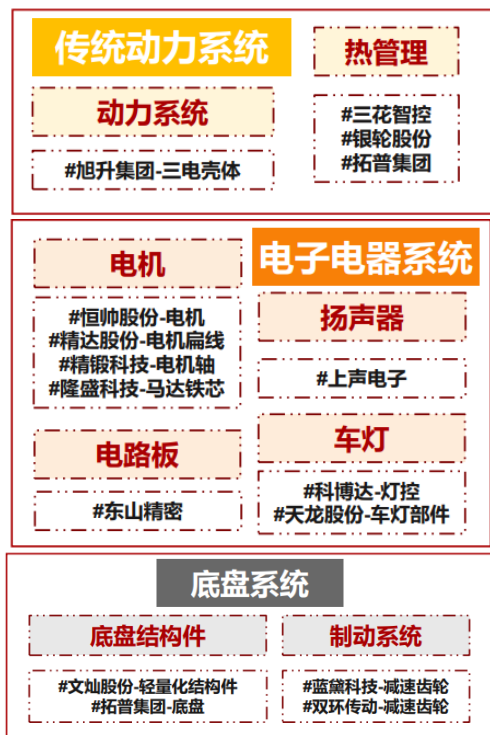 传统动力系统
热管理
动力系统
#三花智控
#银轮股份
#拓普集团
#旭升集团-三电壳体
电机
电子电器系统
#恒帅股份-电机
#精达股份-电机扁线
#精锻科技-电机轴
#隆盛科技-马达铁芯
扬声器
#上声电子
电路板
车灯
#东山精密
#科博达-灯控
#天龙股份-车灯部件
底盘系统
底盘结构件
制动系统
#文灿股份-轻量化结构件
#拓普集团-底盘
#蓝黛科技-减速齿轮
#双环传动-减速齿轮